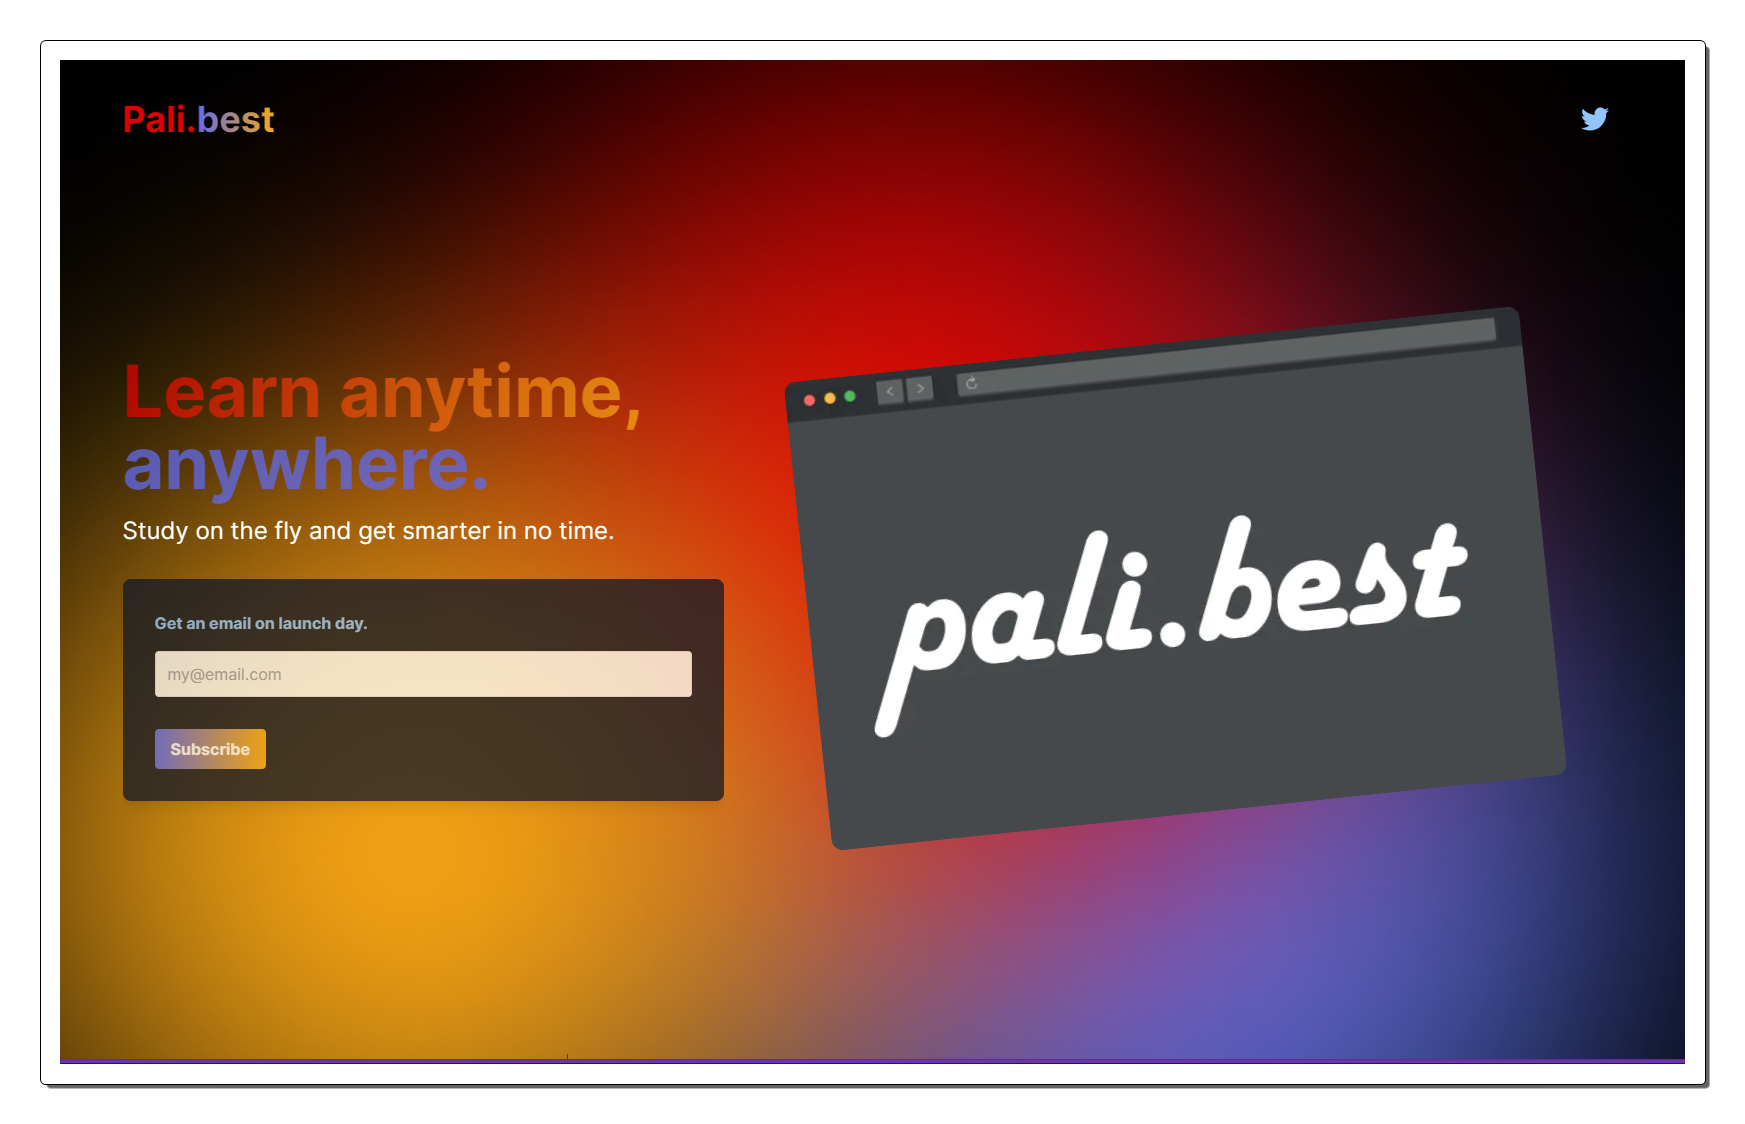 Pali.best
Learn anytime,
anywhere.
Study on the fly and get smarter in no time.
Get an email on launch day.
my@email.com
Subscribe
pali.best